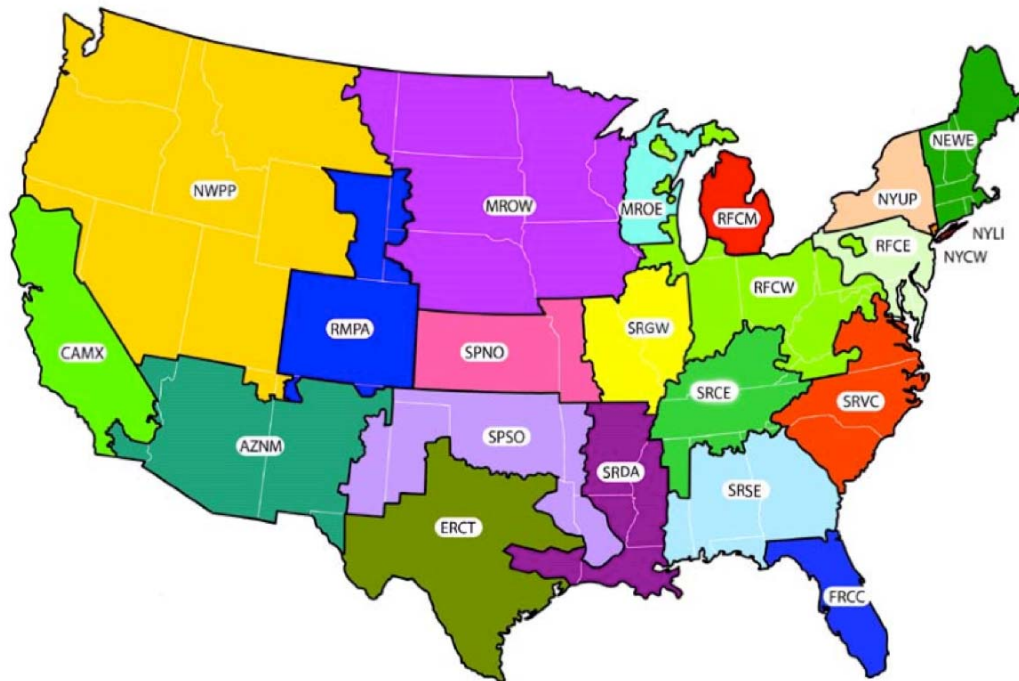 NEWE
NWPP
NYUP
MROW
MROE
RFCM
NYLI
RFCE
NYCW
RFCW
RMPA
SRGW
CAMX
SPNO
SRCE
SRVC
AZNM
SPSO
SRDA
SRSE
ERCT
FRCC